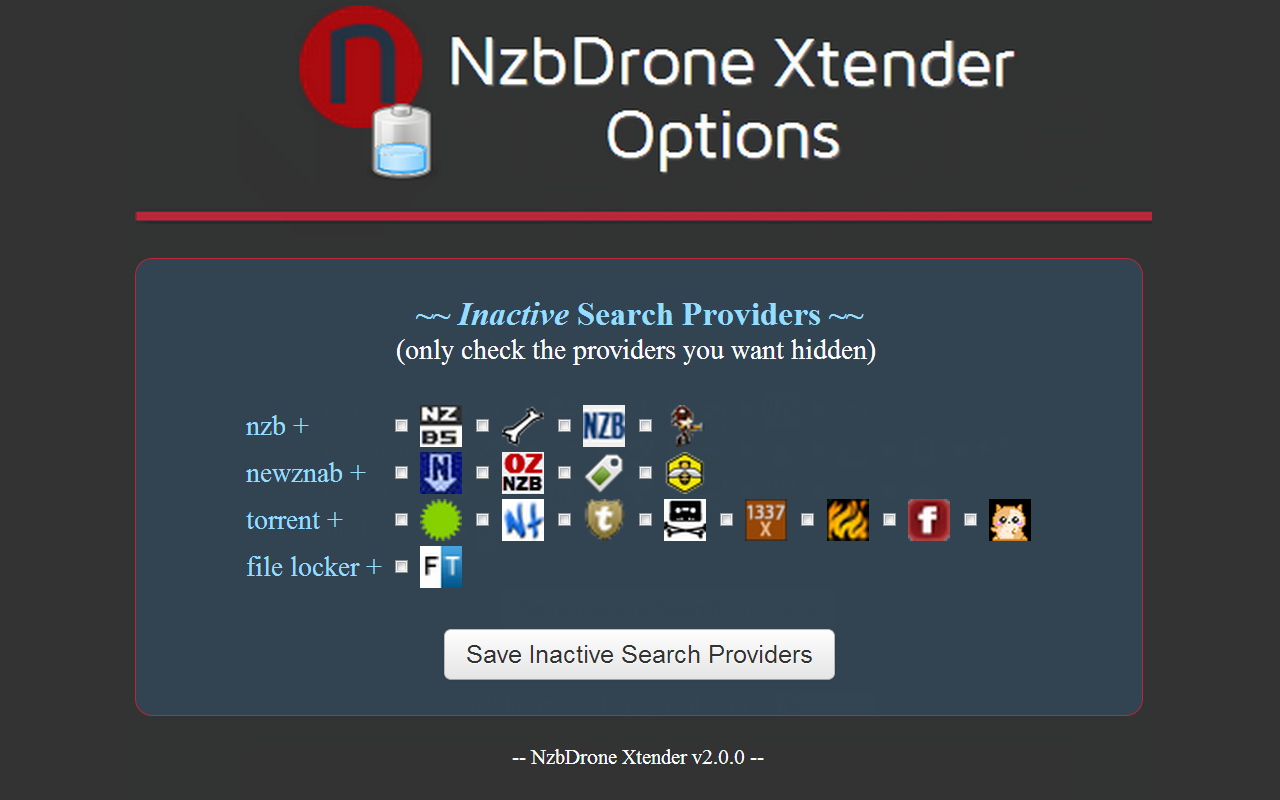 n NzbDrone Xtender
Options
~~ Inactive Search Providers ~~
(only check the providers you want hidden)
nzb + NZ BS NZB
newznab + N OZ NZB
torrent + Nt t 1337 X f
file locker + F T
Save Inactive Search Providers
-- NzbDrone Xtender v2.0.0 --